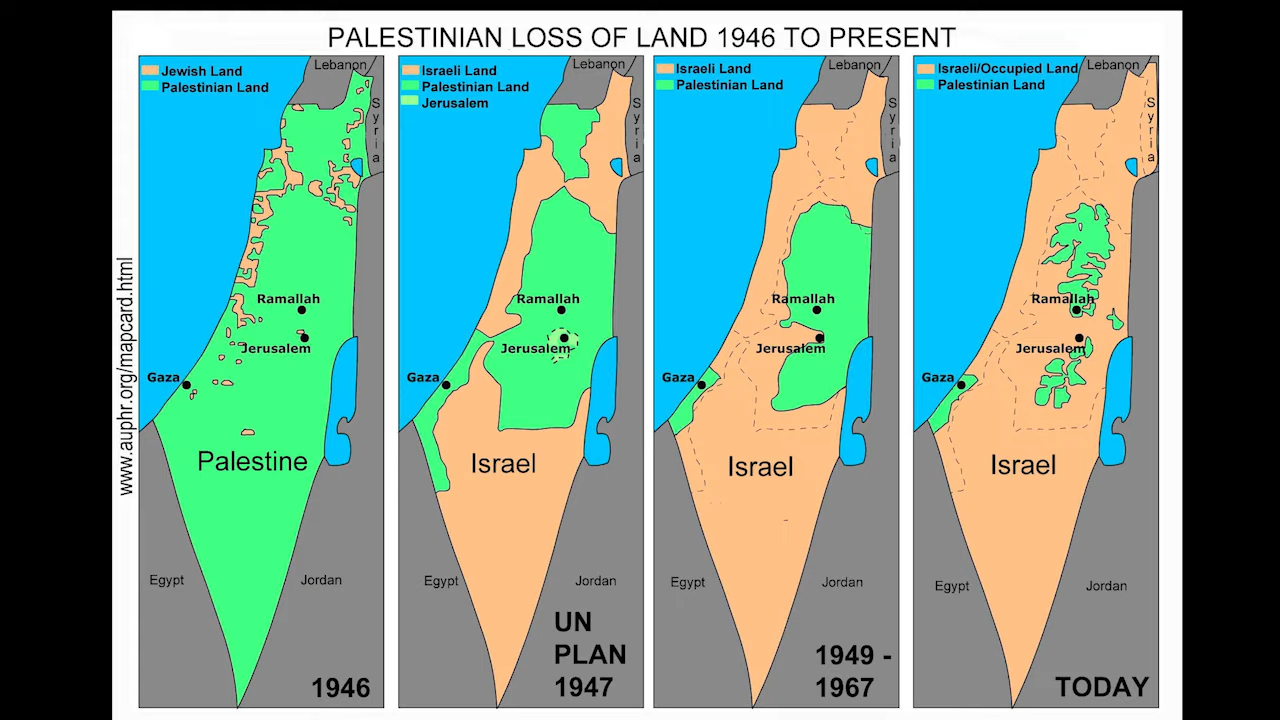 PALESTINIAN LOSS OF LAND 1946 TO PRESENT
www.auphr.org/mapcard.html
Jewish Land
Palestinian Land
Lebanon
Syria
Ramallah
Jerusalem
Gaza
Palestine
Egypt
Jordan
1946
Israeli Land
Palestinian Land
Jerusalem
Lebanon
Syria
Ramallah
Jerusalem
Gaza
Israel
Egypt
Jordan
UN
PLAN
1947
Israeli Land
Palestinian Land
Lebanon
Syria
Ramallah
Jerusalem
Gaza
Israel
Egypt
Jordan
1949 -
1967
Israeli/Occupied Land
Palestinian Land
Lebanon
Syria
Ramallah
Jerusalem
Gaza
Israel
Egypt
Jordan
TODAY